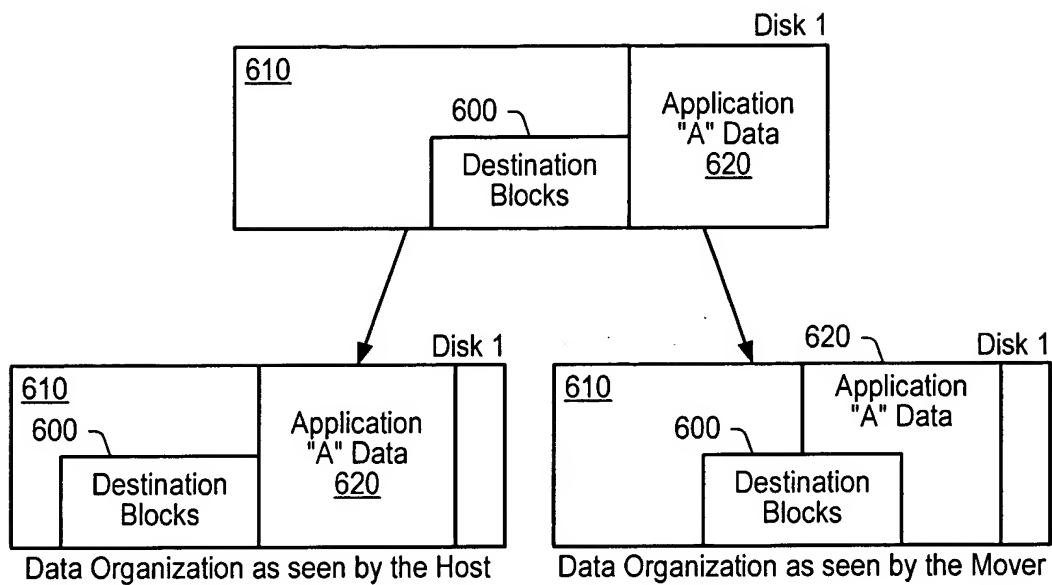 Disk 1
610
600
Application
"A" Data
620
Destination
Blocks
Disk 1
610
600
Application
"A" Data
620
Destination
Blocks
Data Organization as seen by the Host
620
Disk 1
610
Application
"A" Data
600
Destination
Blocks
Data Organization as seen by the Mover